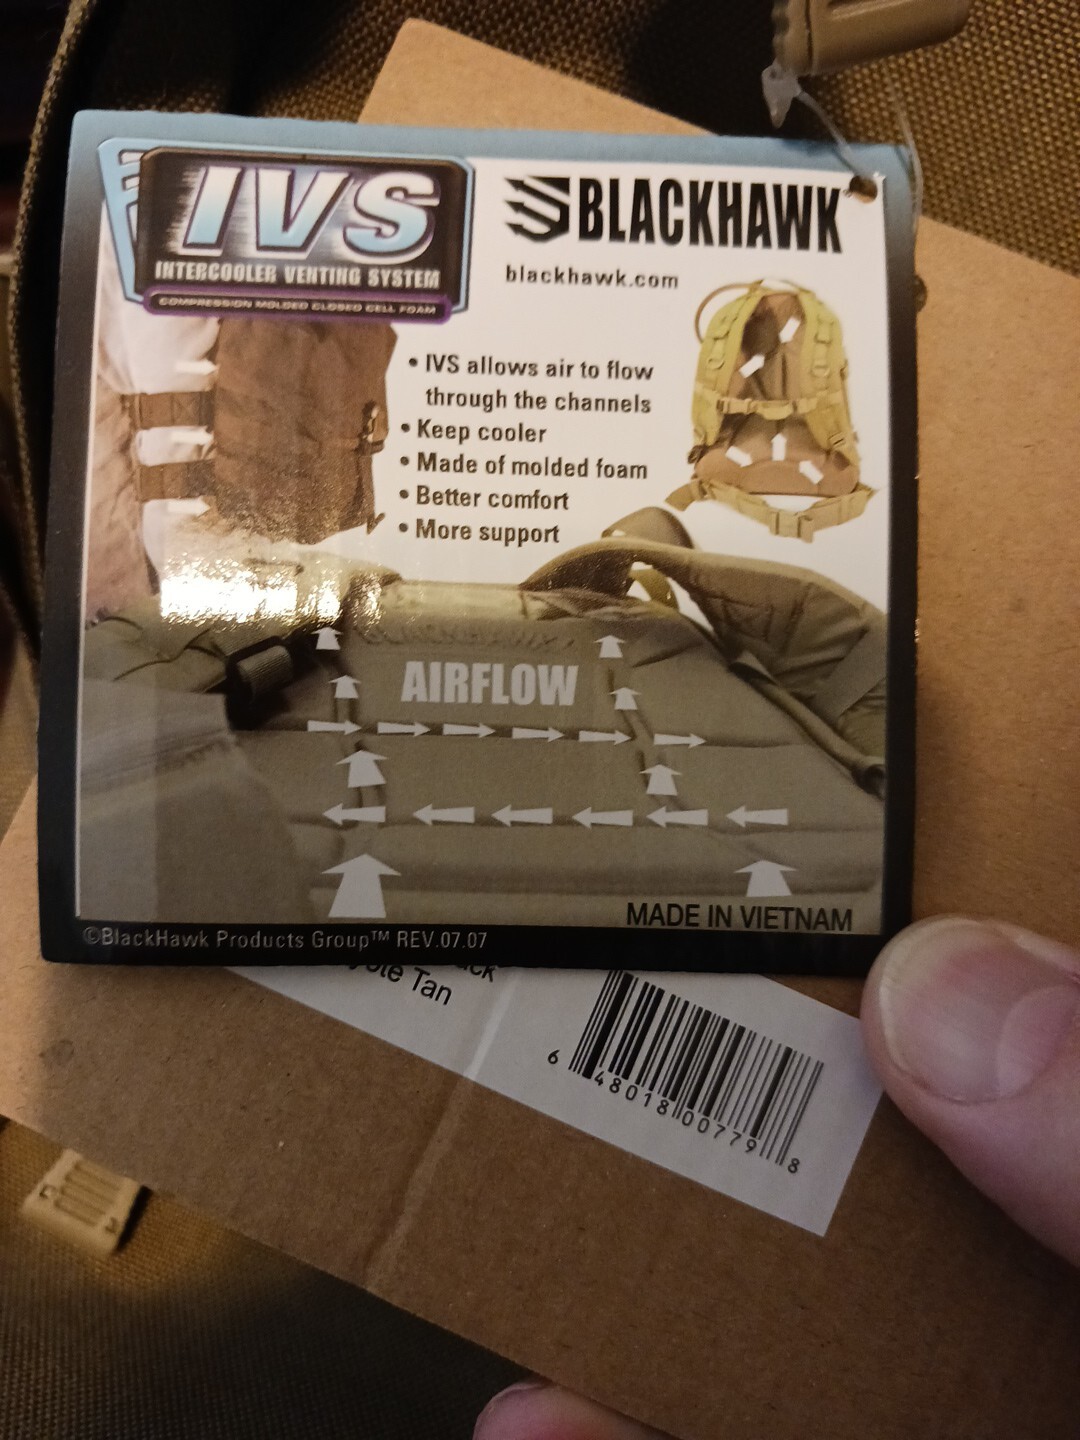 IVS
INTERCOOLER VENTING SYSTEM
COMPRESSION MOLDED CLOSED CELL FOAM
BLACKHAWK
blackhawk.com
• IVS allows air to flow
through the channels
• Keep cooler
• Made of molded foam
• Better comfort
• More support
BLACKHAWK
AIRFLOW
MADE IN VIETNAM
©BlackHawk Products Group™ REV.07.07
Tan
6 48018 00779 8